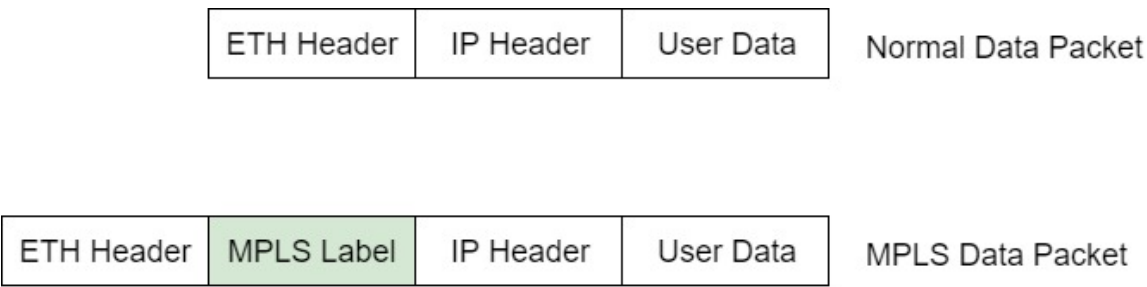 ETH Header IP Header User Data Normal Data Packet
ETH Header MPLS Label IP Header User Data MPLS Data Packet